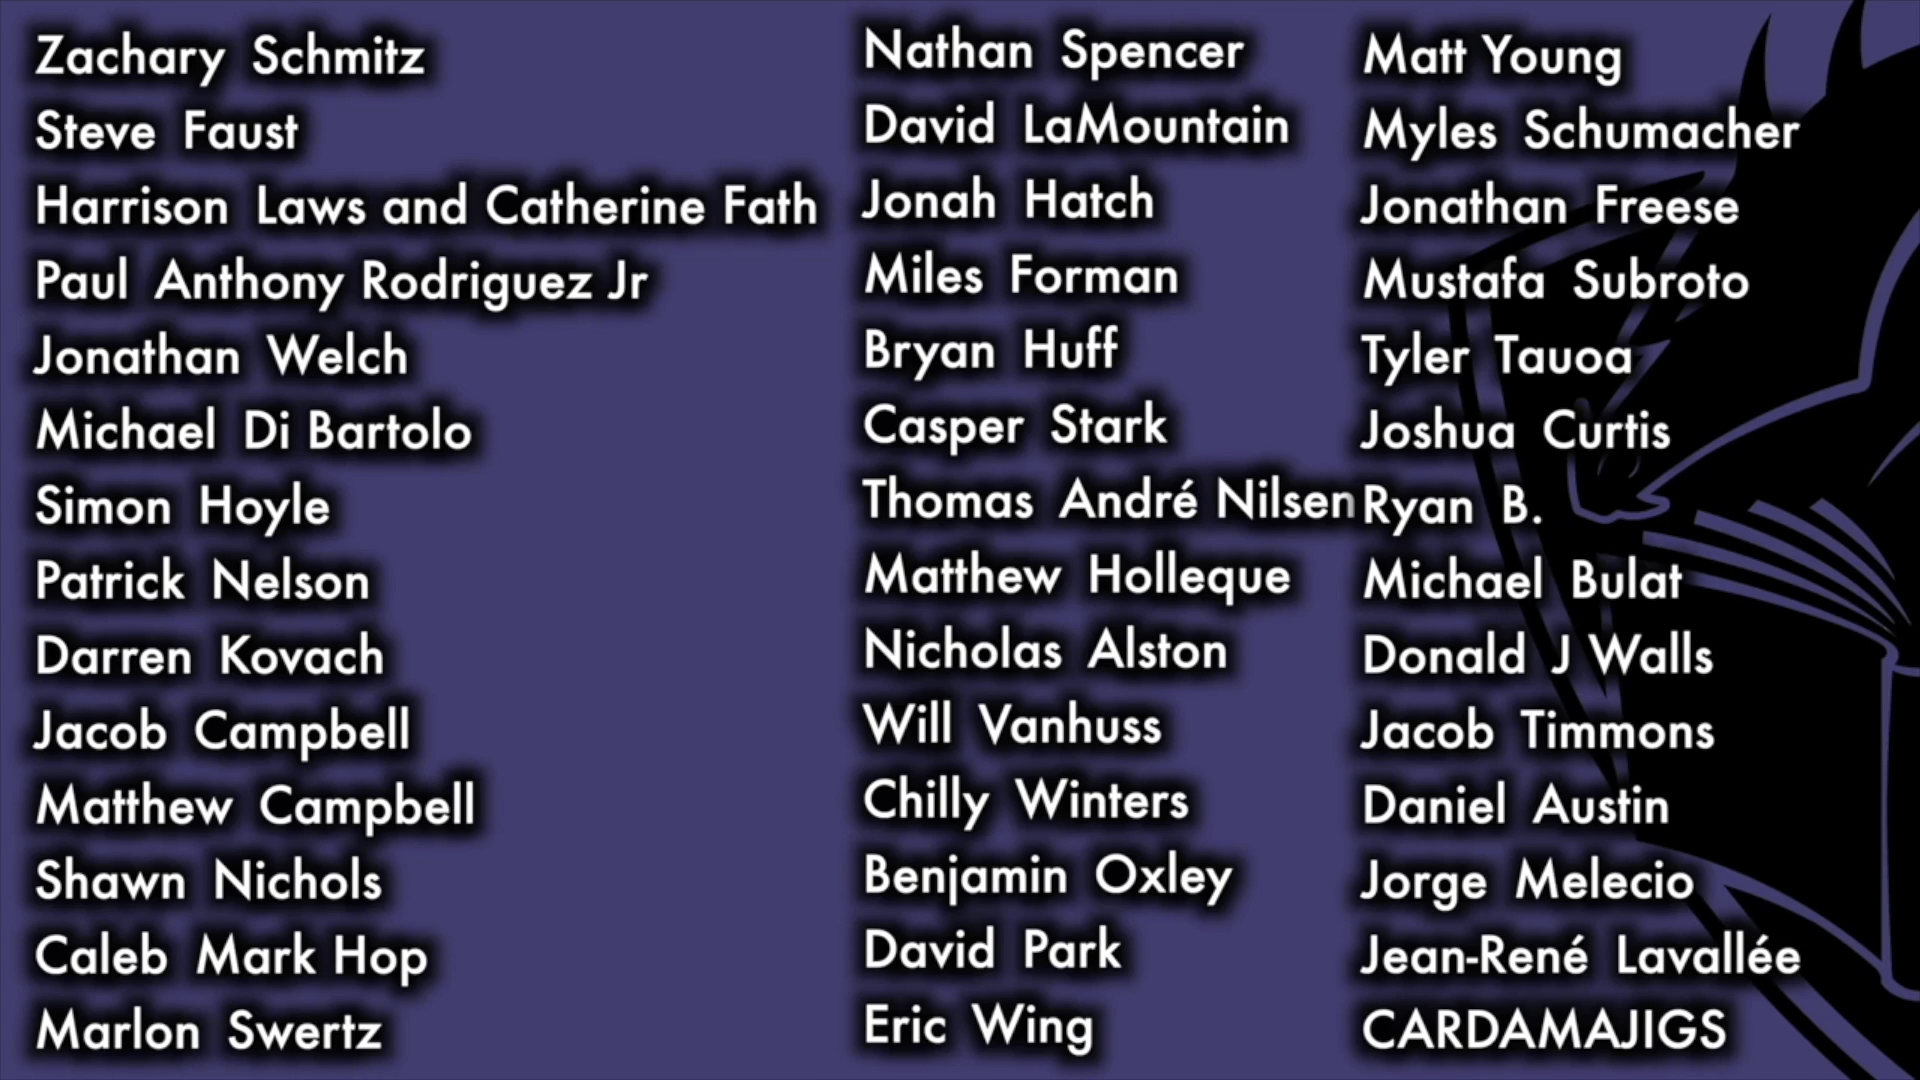 Zachary Schmitz
Steve Faust
Harrison Laws and Catherine Fath
Paul Anthony Rodriguez Jr
Jonathan Welch
Michael Di Bartolo
Simon Hoyle
Patrick Nelson
Darren Kovach
Jacob Campbell
Matthew Campbell
Shawn Nichols
Caleb Mark Hop
Marlon Swertz
Nathan Spencer
David LaMountain
Jonah Hatch
Miles Forman
Bryan Huff
Casper Stark
Thomas André Nilsen
Matthew Holleque
Nicholas Alston
Will Vanhuss
Chilly Winters
Benjamin Oxley
David Park
Eric Wing
Matt Young
Myles Schumacher
Jonathan Freese
Mustafa Subroto
Tyler Tauoa
Joshua Curtis
Ryan B.
Michael Bulat
Donald J Walls
Jacob Timmons
Daniel Austin
Jorge Melecio
Jean-René Lavallée
CARDAMAJIGS